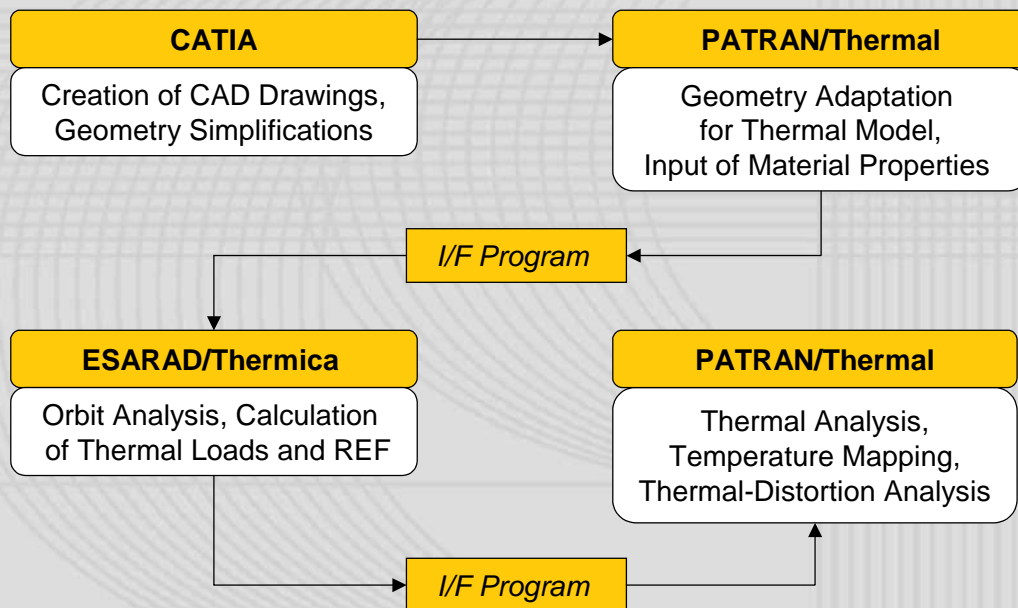 CATIA
Creation of CAD Drawings,
Geometry Simplifications
PATRAN/Thermal
Geometry Adaptation
for Thermal Model,
Input of Material Properties
I/F Program
ESARAD/Thermica
Orbit Analysis, Calculation
of Thermal Loads and REF
PATRAN/Thermal
Thermal Analysis,
Temperature Mapping,
Thermal-Distortion Analysis
I/F Program